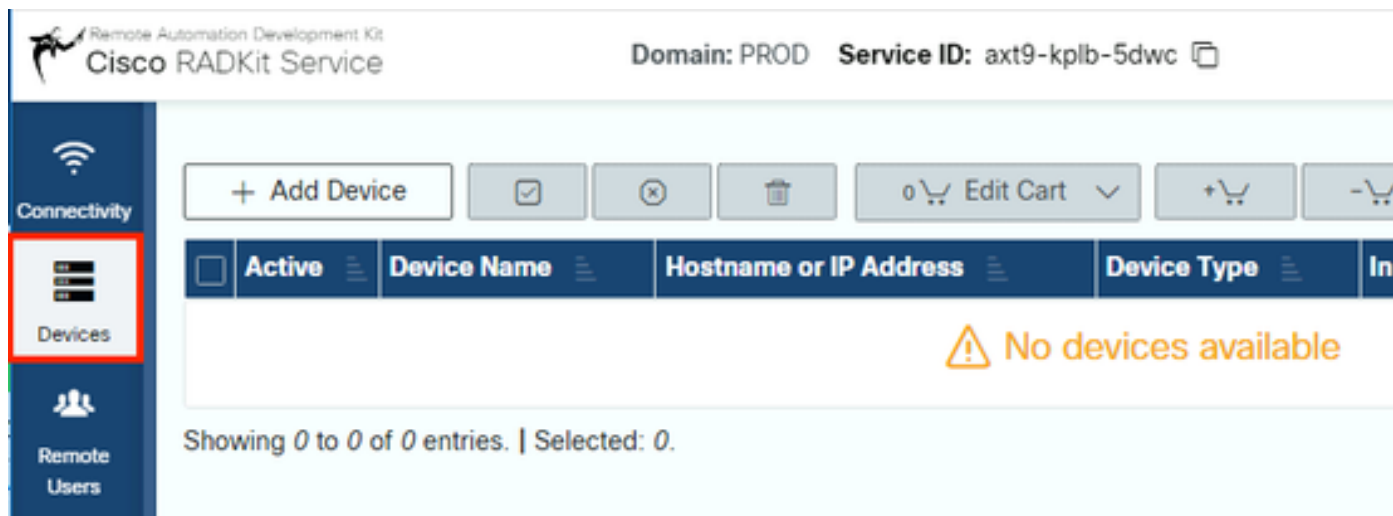 Remote Automation Development Kit
Cisco RADKit Service
Domain: PROD Service ID: axt9-kplb-5dwc
Connectivity
+ Add Device
0 Edit Cart
Active Device Name Hostname or IP Address Device Type In
Devices
No devices available
Showing 0 to 0 of 0 entries. | Selected: 0.
Remote
Users